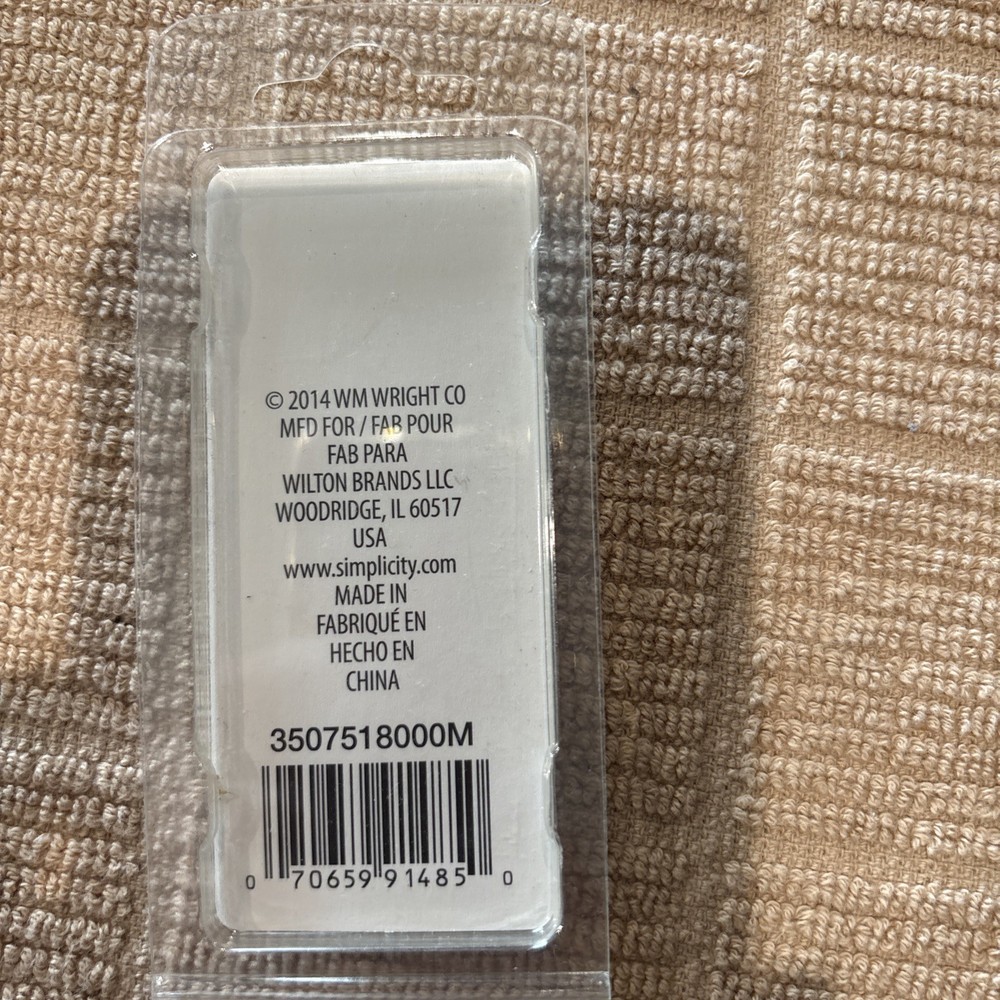 © 2014 WM WRIGHT CO
MFD FOR / FAB POUR
FAB PARA
WILTON BRANDS LLC
WOODRIDGE, IL 60517
USA
www.simplicity.com
MADE IN
FABRIQUÉ EN
HECHO EN
CHINA
3507518000M
0 70659 91485 0